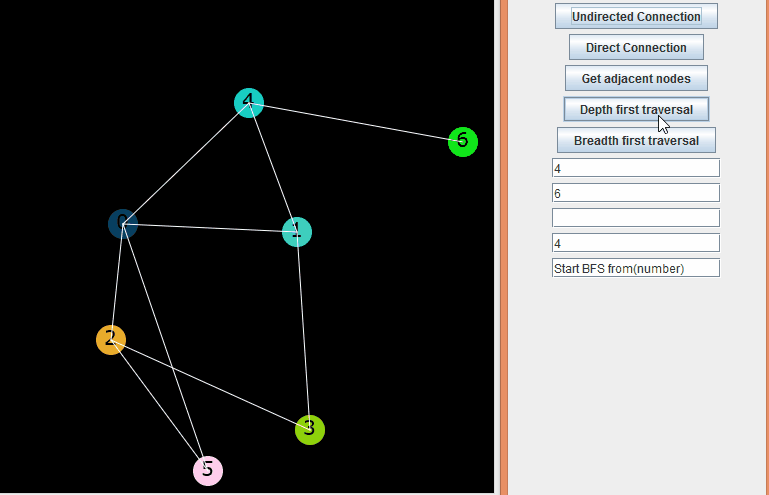 4
6
0
1
2
3
5
Undirected Connection
Direct Connection
Get adjacent nodes
Depth first traversal
Breadth first traversal
4
6
4
Start BFS from(number)